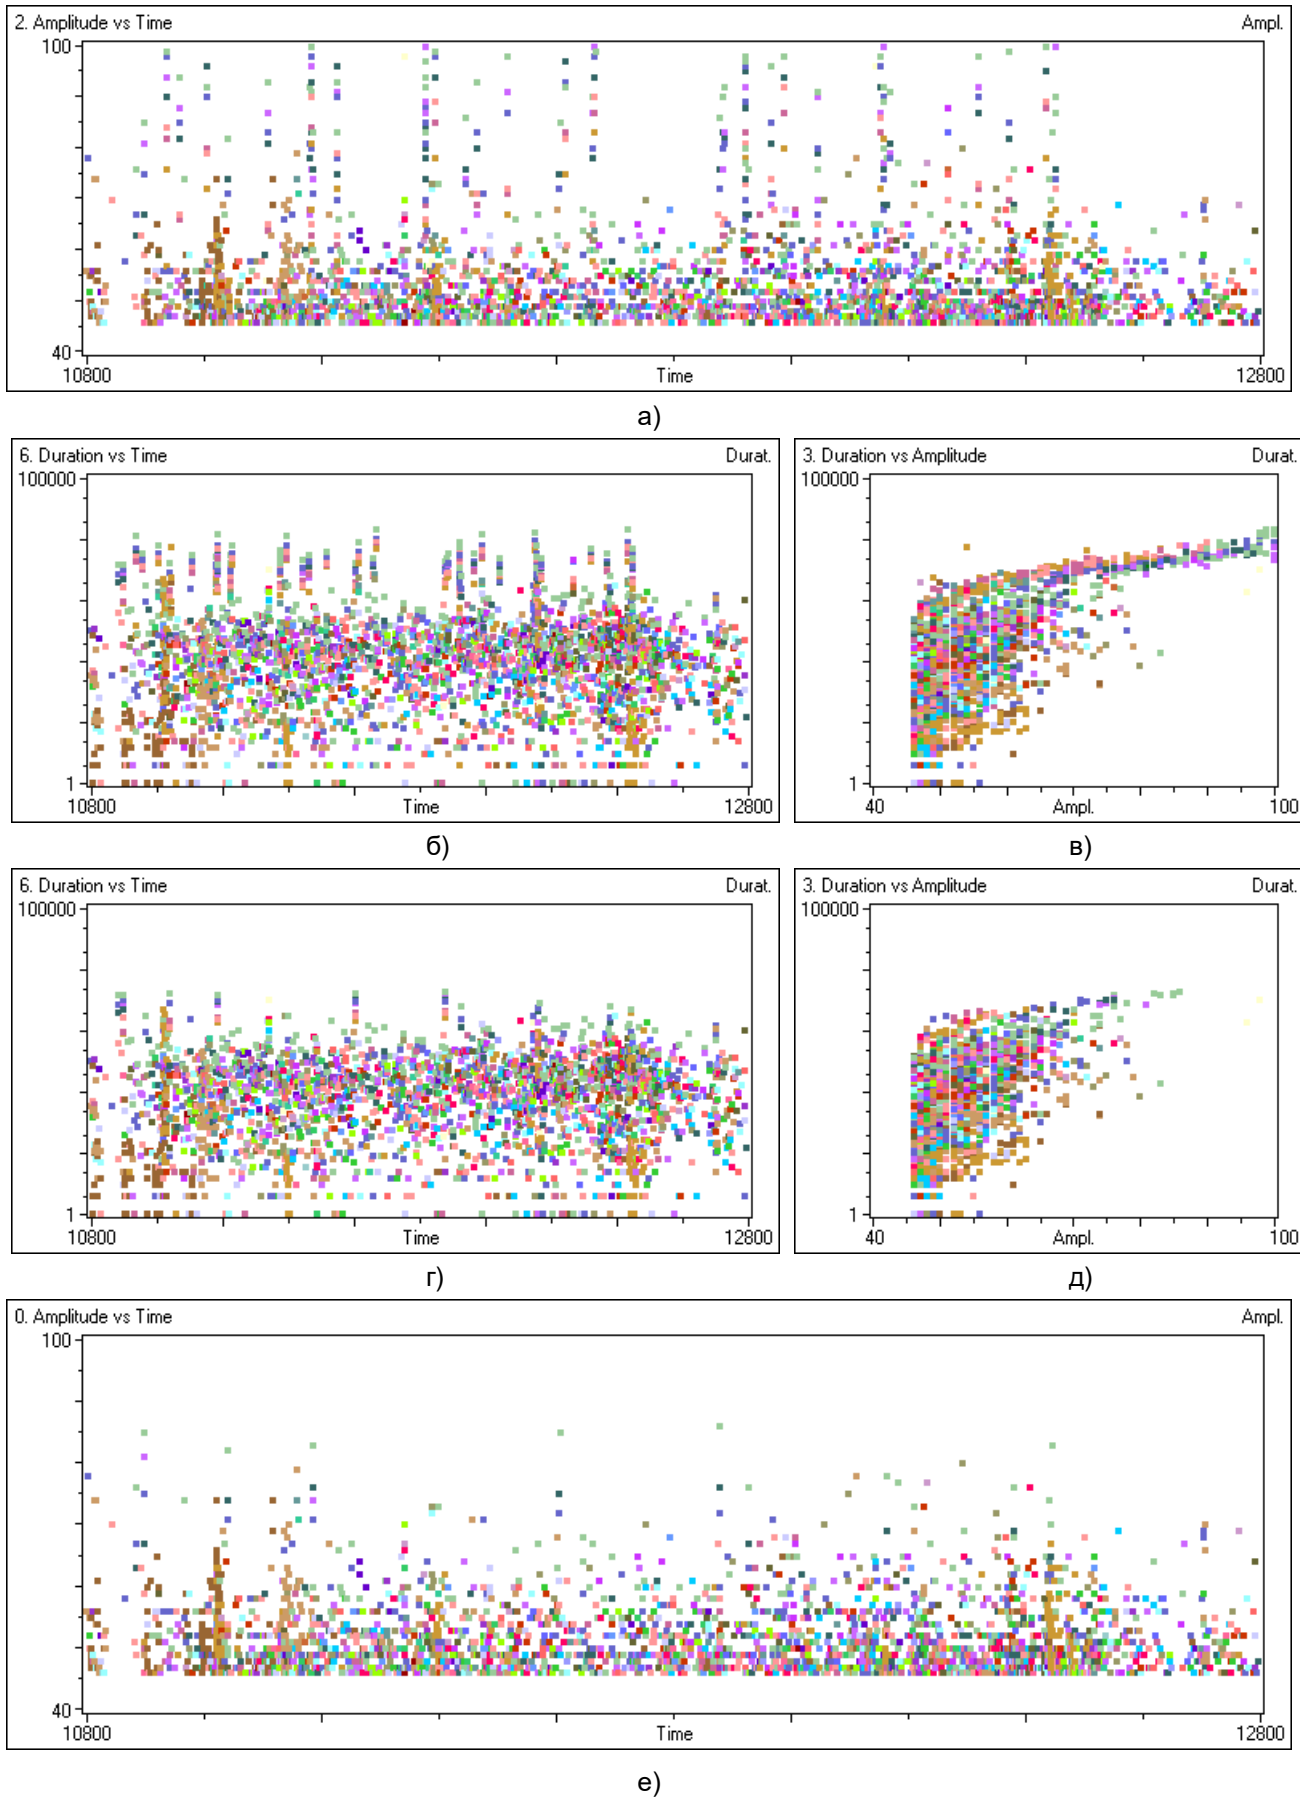 2. Amplitude vs Time Ampl.
100
40
10800 Time 12800
а)
6. Duration vs Time Durat.
100000
1
10800 Time 12800
б)
3. Duration vs Amplitude Durat.
100000
1
40 Ampl. 100
в)
6. Duration vs Time Durat.
100000
1
10800 Time 12800
г)
3. Duration vs Amplitude Durat.
100000
1
40 Ampl. 100
д)
0. Amplitude vs Time Ampl.
100
40
10800 Time 12800
е)